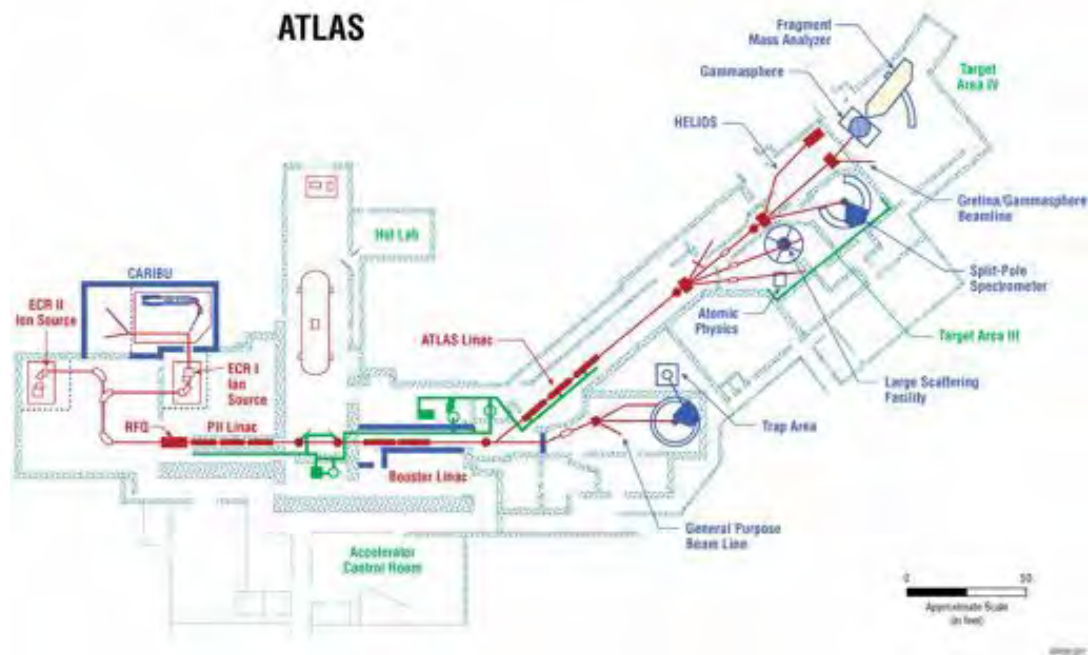 ATLAS
Fragment
Mass Analyzer
Gammasphere
Target
Area IV
HELIOS
Hot Lab
CARIBU
Gretina/Gammasphere
Beamline
ECR II
Ion Source
Split-Pole
Spectrometer
Atomic
Physics
ATLAS Linac
Target Area III
ECR I
Ion
Source
Large Scattering
Facility
RFQ
PII Linac
Trap Area
Booster Linac
General Purpose
Beam Line
Accelerator
Control Room
0
50
Approximate Scale
(in feet)